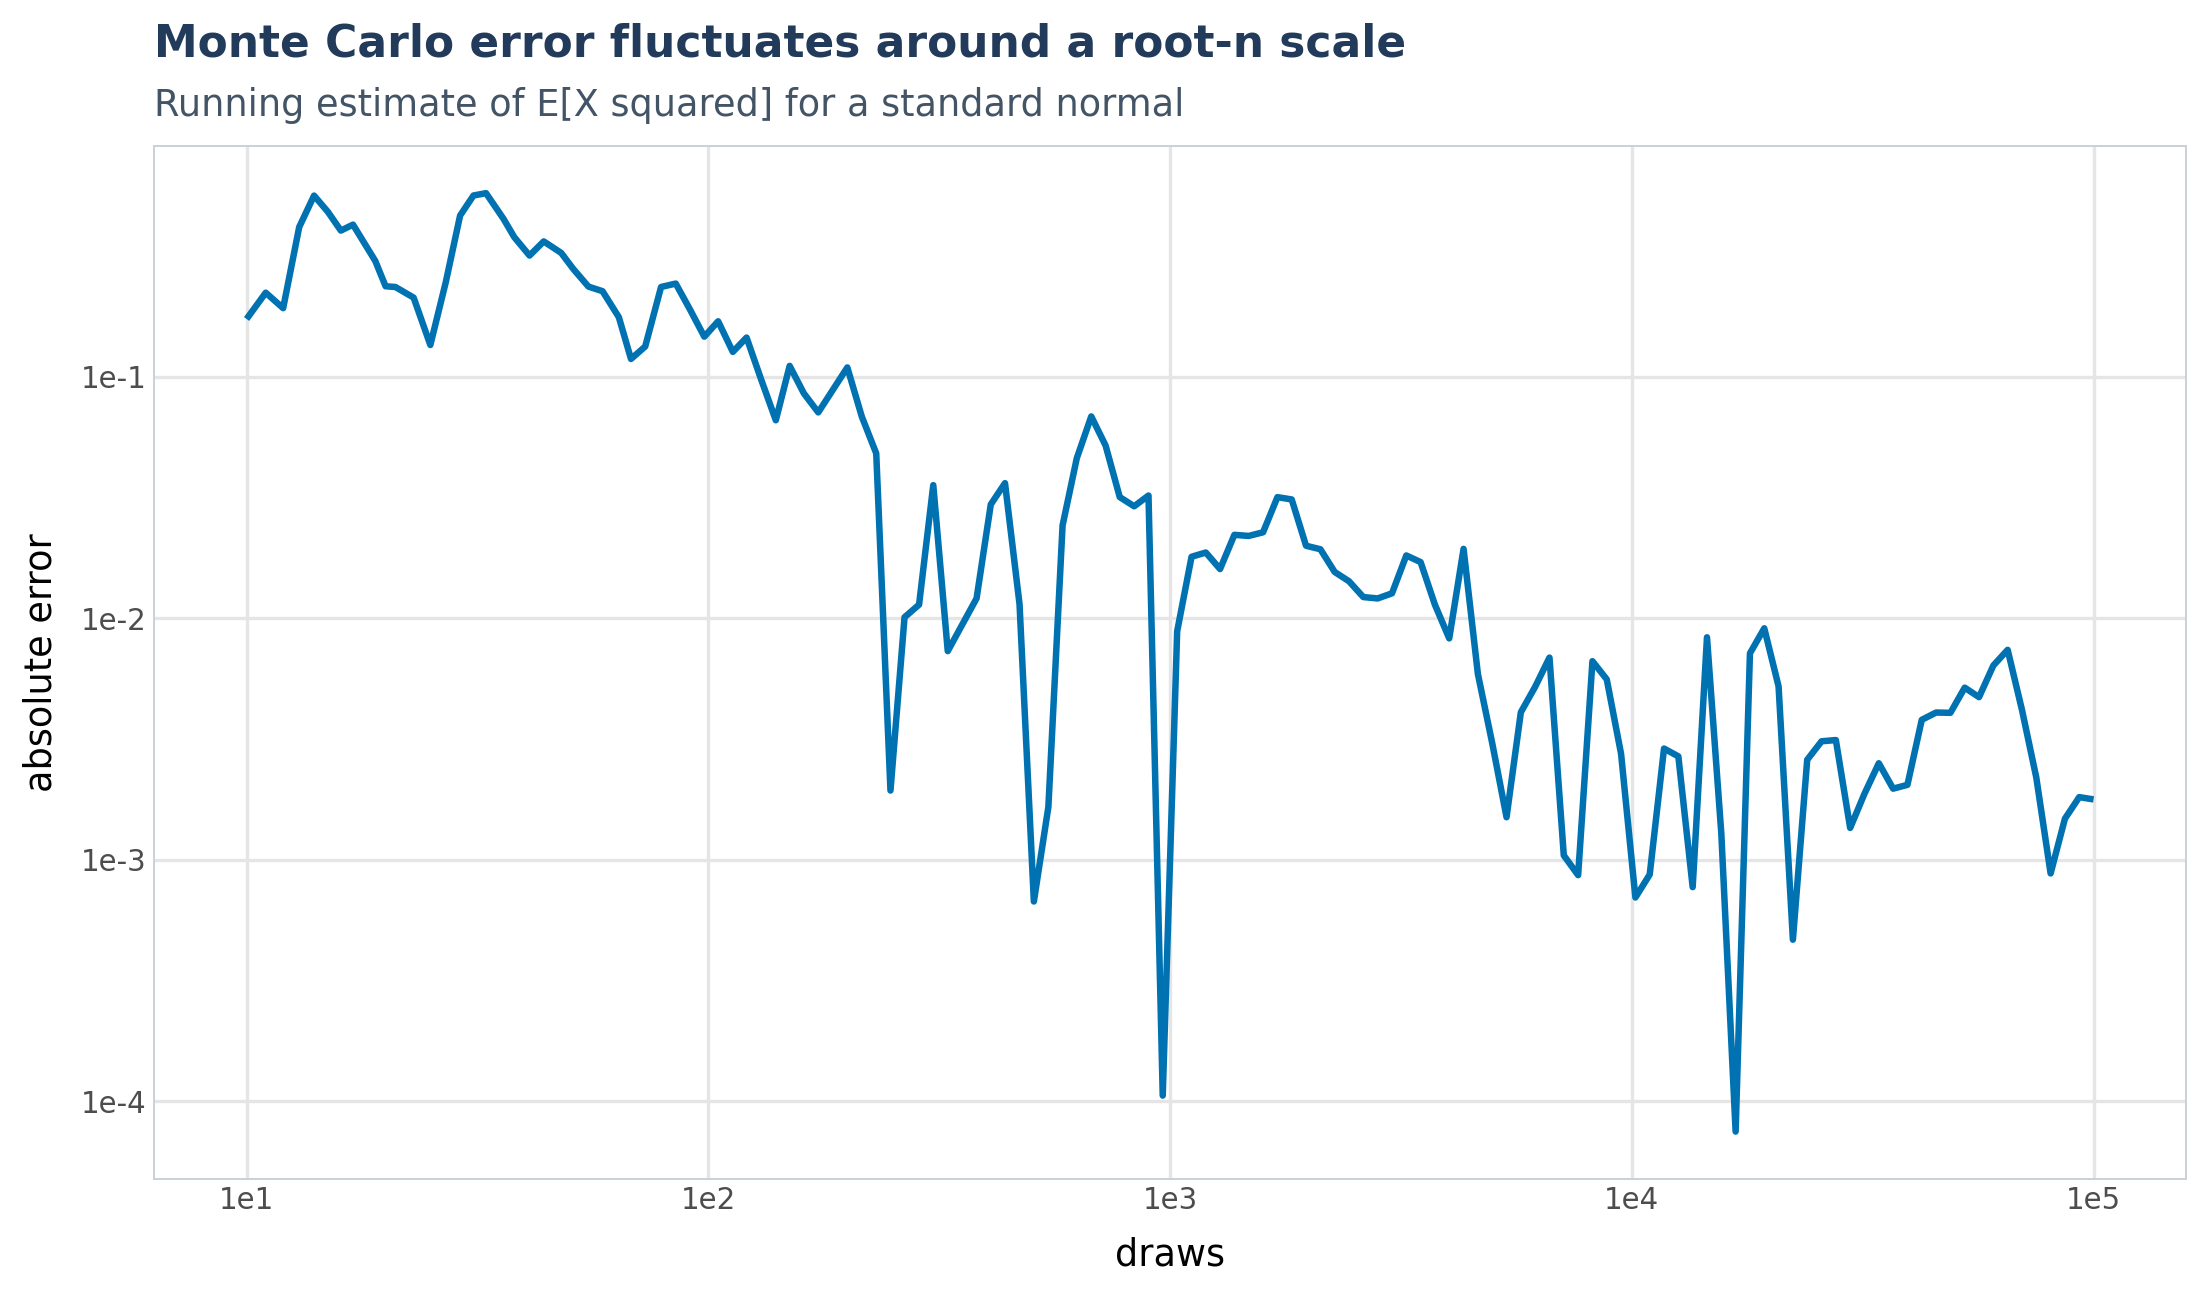 Monte Carlo error fluctuates around a root-n scale
Running estimate of E[X squared] for a standard normal
absolute error
1e-1
1e-2
1e-3
1e-4
1e1
1e2
1e3
1e4
1e5
draws